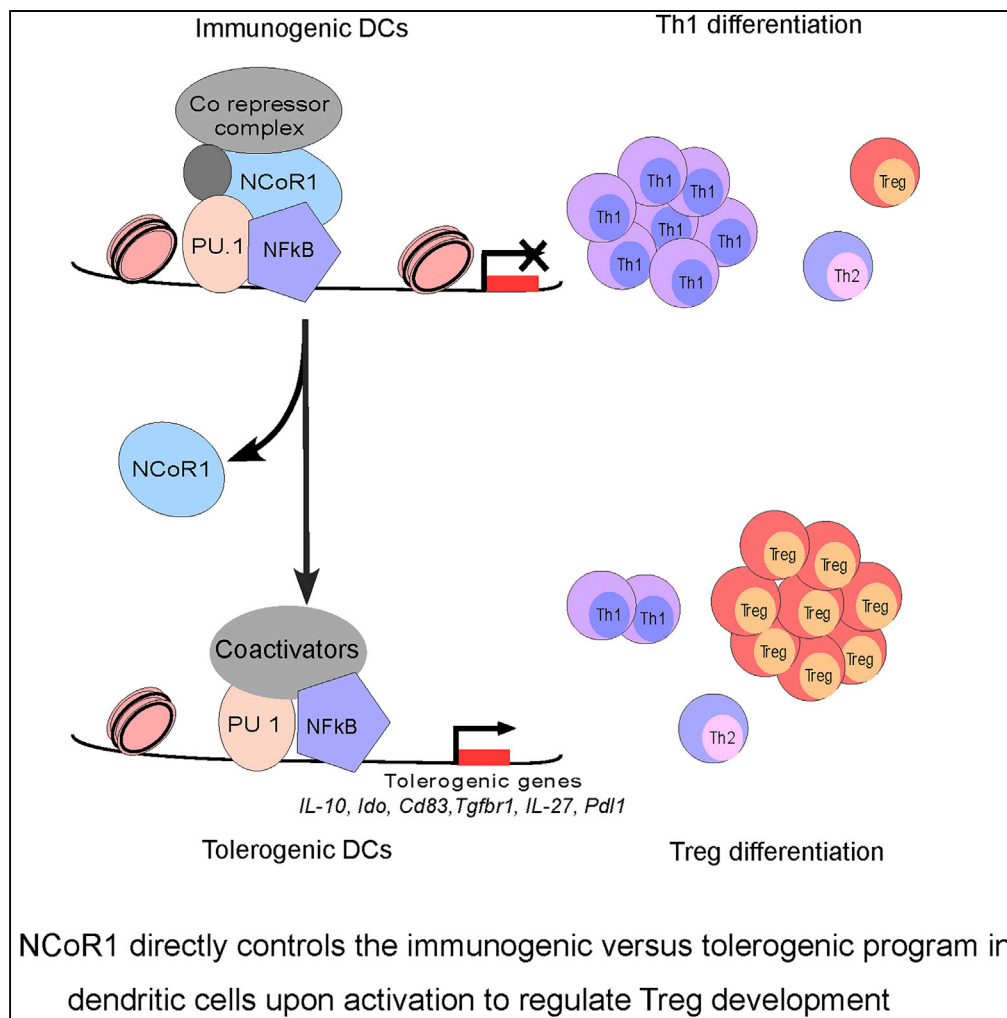 Immunogenic DCs
Th1 differentiation
Co repressor
complex
NCoR1
PU.1
NFkB
Th1
Th1
Th1
Th1
Th1
Th1
Th1
Treg
Th2
NCoR1
Coactivators
PU 1
NFkB
Tolerogenic genes
IL-10, Ido, Cd83,Tgfbr1, IL-27, Pdl1
Th1
Th1
Treg
Treg
Treg
Treg
Treg
Treg
Treg
Treg
Th2
Tolerogenic DCs
Treg differentiation
NCoR1 directly controls the immunogenic versus tolerogenic program in
dendritic cells upon activation to regulate Treg development